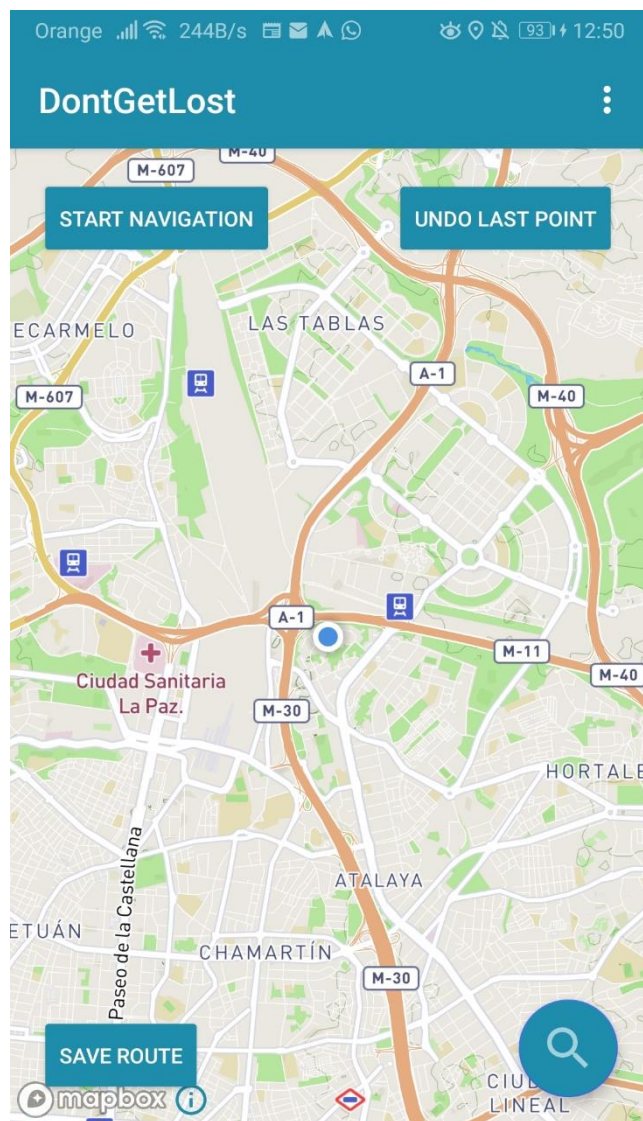 Orange 244B/s 93 12:50
DontGetLost
M-40
M-607
START NAVIGATION
UNDO LAST POINT
ECARMELO
LAS TABLAS
A-1
M-607
M-40
A-1
M-11
Ciudad Sanitaria
La Paz.
M-40
M-30
HORTALE
Paseo de la Castellana
ATALAYA
ETUÁN
CHAMARTÍN
M-30
SAVE ROUTE
CIU
LINEAL
mapbox